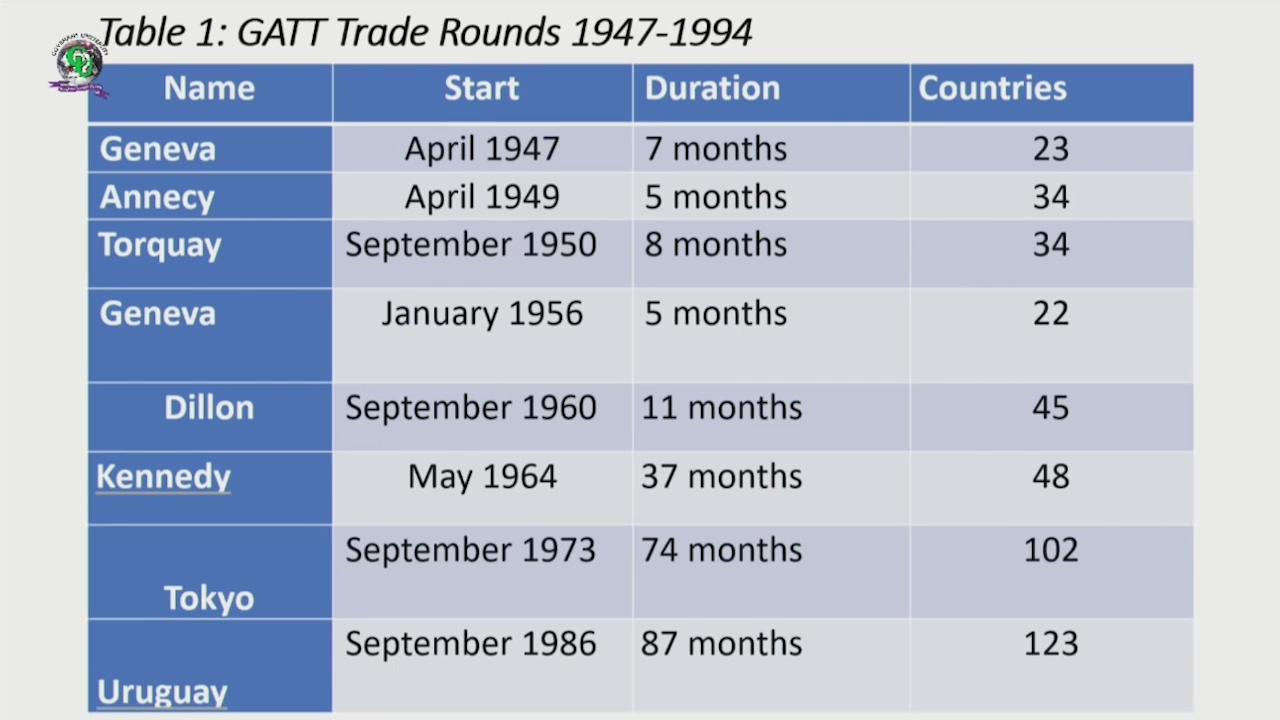 Table 1: GATT Trade Rounds 1947-1994
COVENANT UNIVERSITY
Name Start Duration Countries
Geneva April 1947 7 months 23
Annecy April 1949 5 months 34
Torquay September 1950 8 months 34
Geneva January 1956 5 months 22
Dillon September 1960 11 months 45
Kennedy May 1964 37 months 48
Tokyo September 1973 74 months 102
Uruguay September 1986 87 months 123